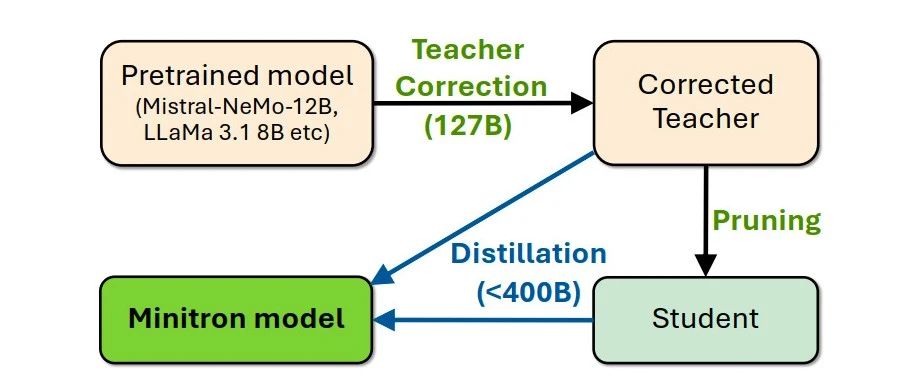 Pretrained model
(Mistral-NeMo-12B,
LLaMa 3.1 8B etc)
Teacher
Correction
(127B)
Corrected
Teacher
Pruning
Distillation
(<400B)
Minitron model
Student